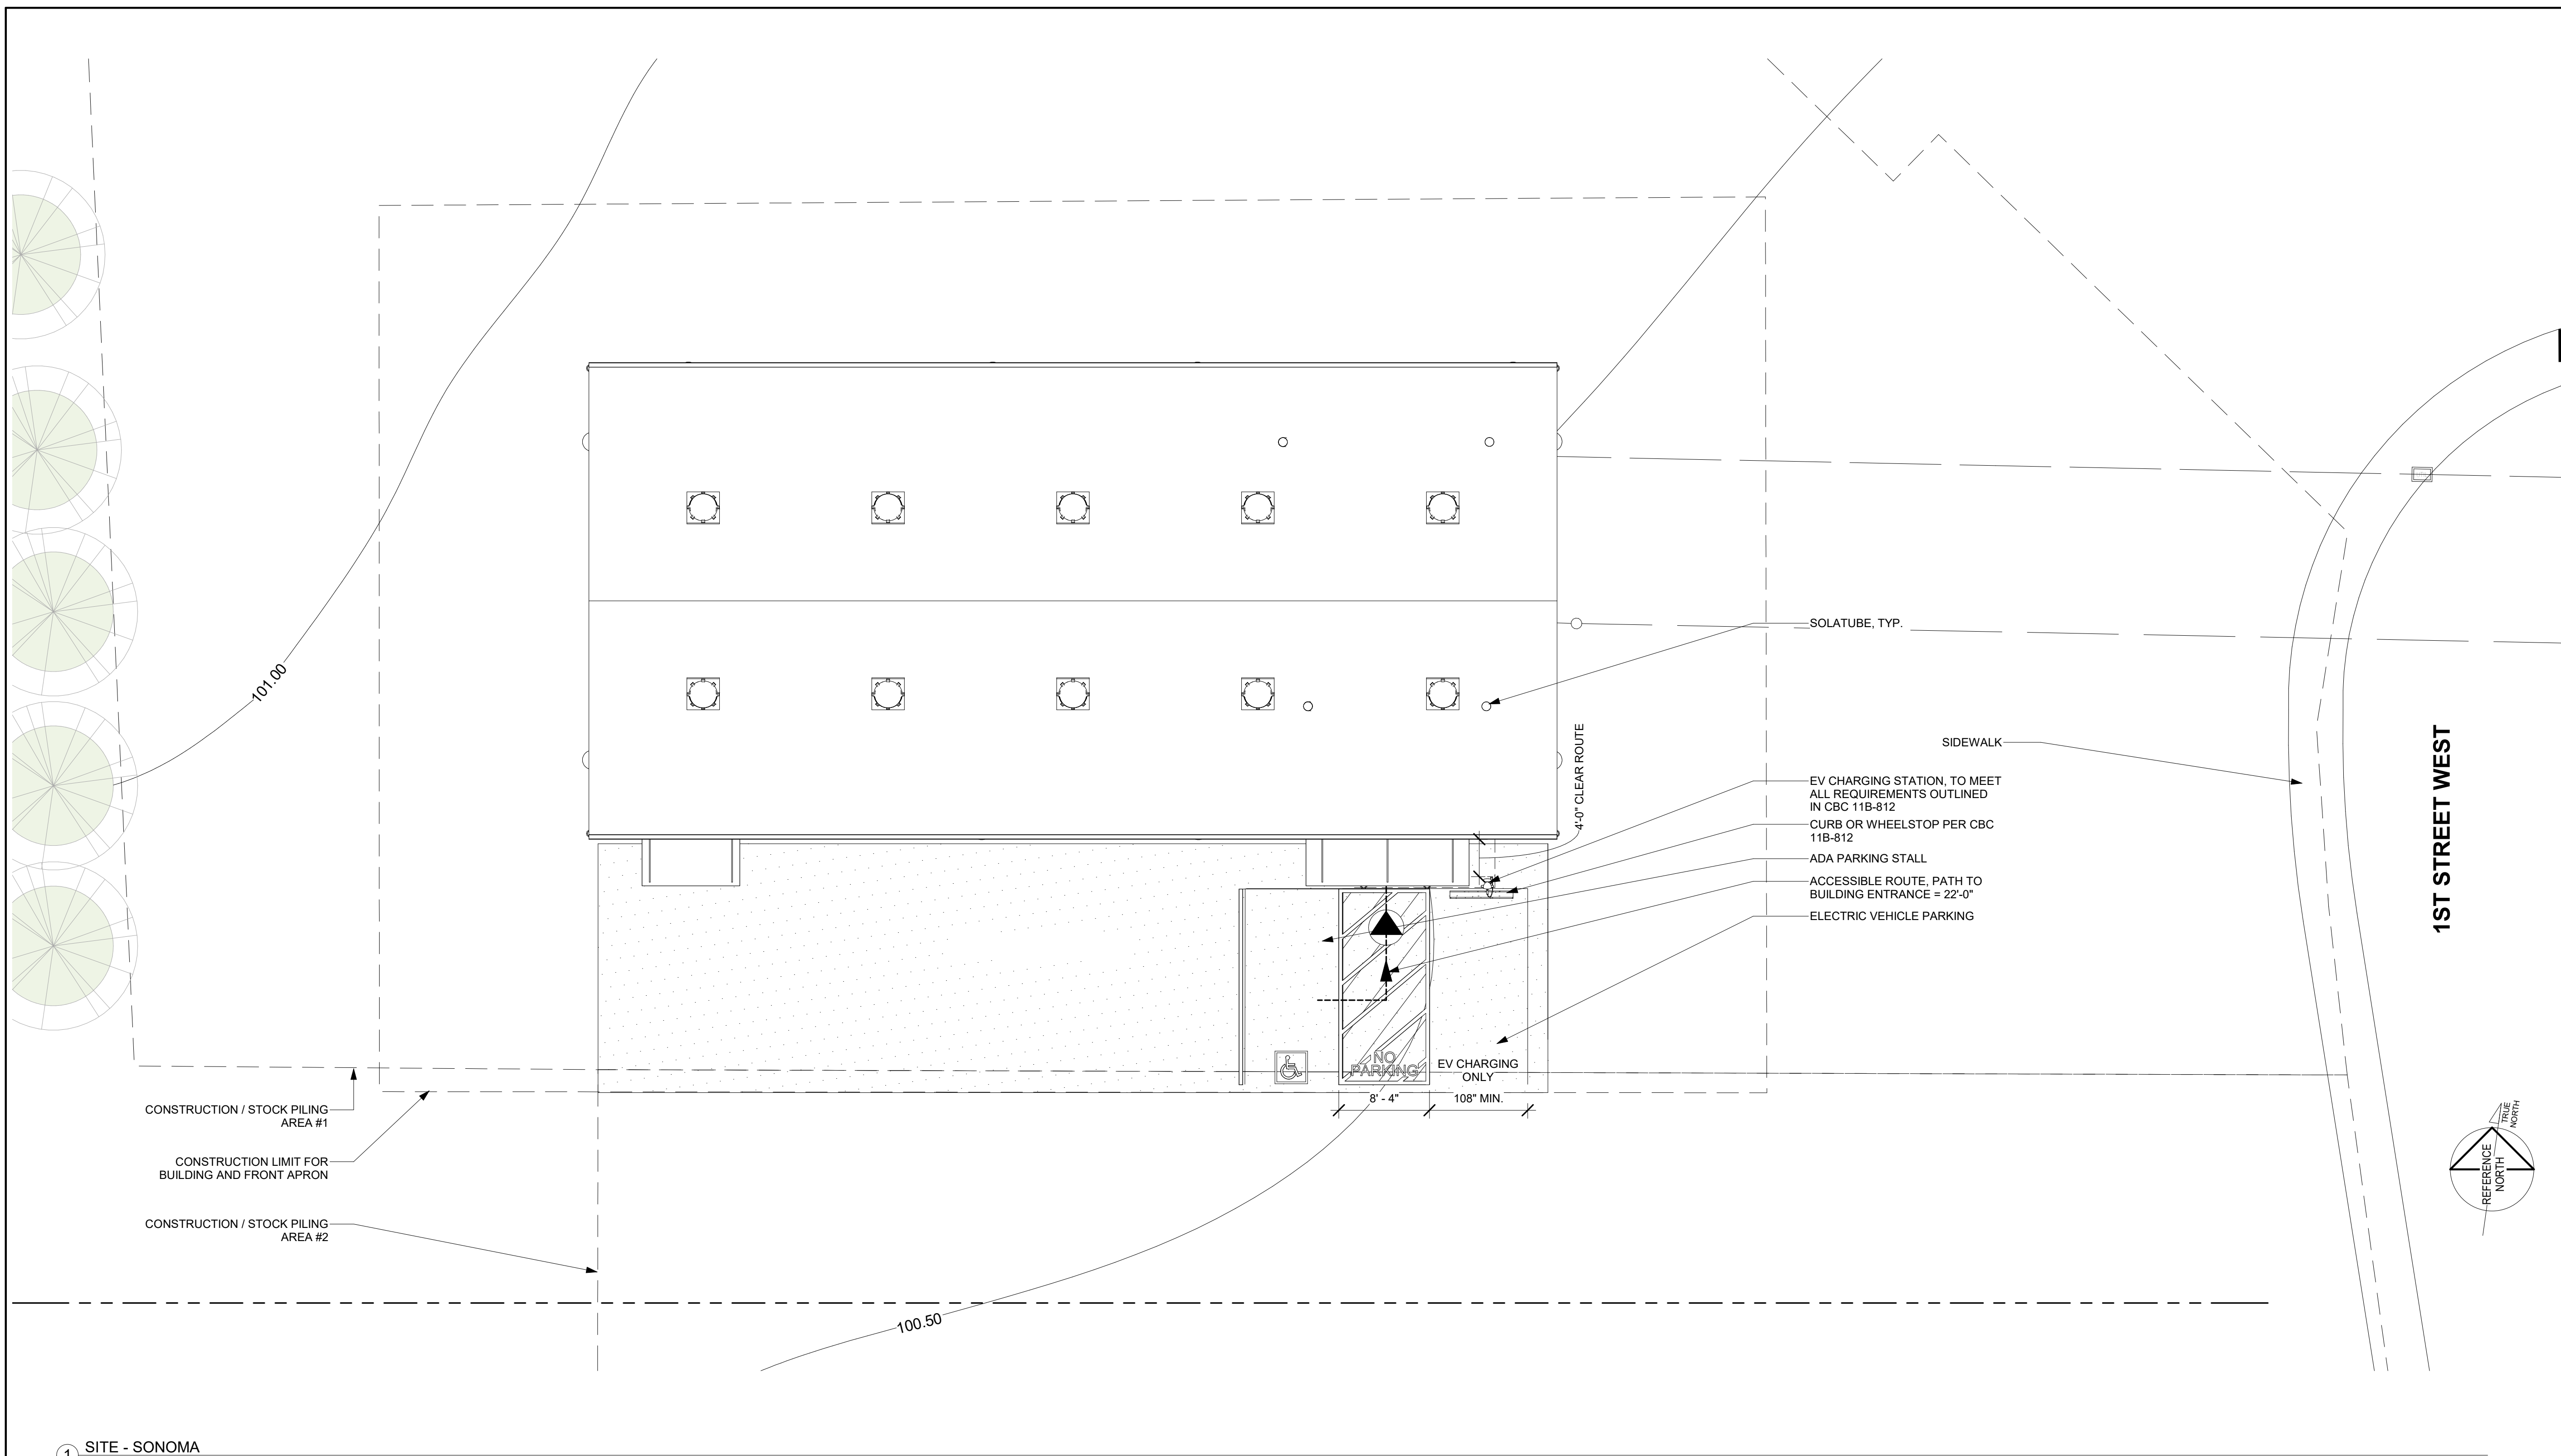 101.00
SOLATUBE, TYP.
4'-0" CLEAR ROUTE
SIDEWALK
EV CHARGING STATION, TO MEET
ALL REQUIREMENTS OUTLINED
IN CBC 11B-812
CURB OR WHEELSTOP PER CBC
11B-812
ADA PARKING STALL
ACCESSIBLE ROUTE, PATH TO
BUILDING ENTRANCE = 22'-0"
ELECTRIC VEHICLE PARKING
1ST STREET WEST
NO
PARKING
EV CHARGING
ONLY
8' - 4"
108" MIN.
CONSTRUCTION / STOCK PILING
AREA #1
CONSTRUCTION LIMIT FOR
BUILDING AND FRONT APRON
CONSTRUCTION / STOCK PILING
AREA #2
TRUE
NORTH
REFERENCE
NORTH
100.50
1
SITE - SONOMA